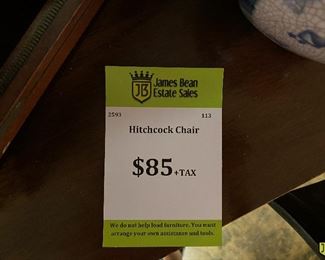 James Bean
JB
Estate Sales
2593 113
Hitchcock Chair
$85+TAX
We do not help load furniture. You must
arrange your own assistance and tools.